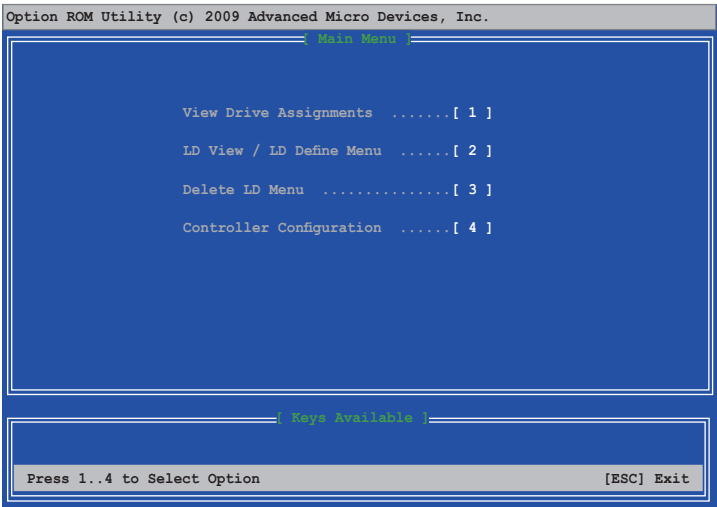 Option ROM Utility (c) 2009 Advanced Micro Devices, Inc.
[ Main Menu ]
View Drive Assignments .......[ 1 ]
LD View / LD Define Menu ......[ 2 ]
Delete LD Menu ...............[ 3 ]
Controller Configuration ......[ 4 ]
[ Keys Available ]
Press 1..4 to Select Option [ESC] Exit